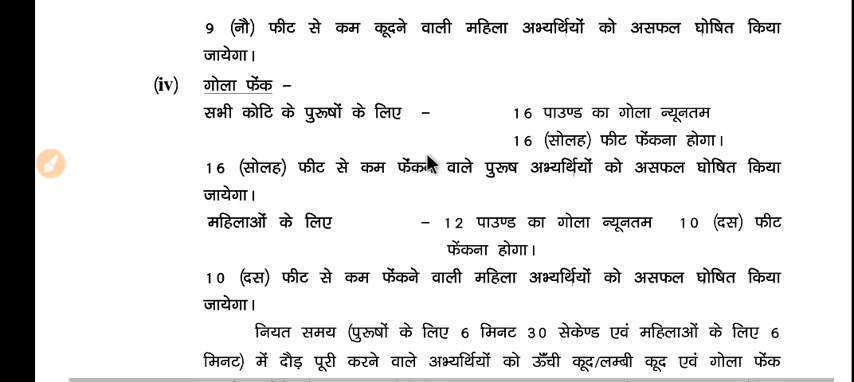 9 (नौ) फीट से कम कूदने वाली महिला अभ्यर्थियों को असफल घोषित किया
जायेगा।
(iv) गोला फेंक –
सभी कोटि के पुरूषों के लिए – 16 पाउण्ड का गोला न्यूनतम
16 (सोलह) फीट फेंकना होगा।
16 (सोलह) फीट से कम फेंकने वाले पुरूष अभ्यर्थियों को असफल घोषित किया
जायेगा।
महिलाओं के लिए – 12 पाउण्ड का गोला न्यूनतम 10 (दस) फीट
फेंकना होगा।
10 (दस) फीट से कम फेंकने वाली महिला अभ्यर्थियों को असफल घोषित किया
जायेगा।
नियत समय (पुरूषों के लिए 6 मिनट 30 सेकेण्ड एवं महिलाओं के लिए 6
मिनट) में दौड़ पूरी करने वाले अभ्यर्थियों को ऊँची कूद/लम्बी कूद एवं गोला फेंक